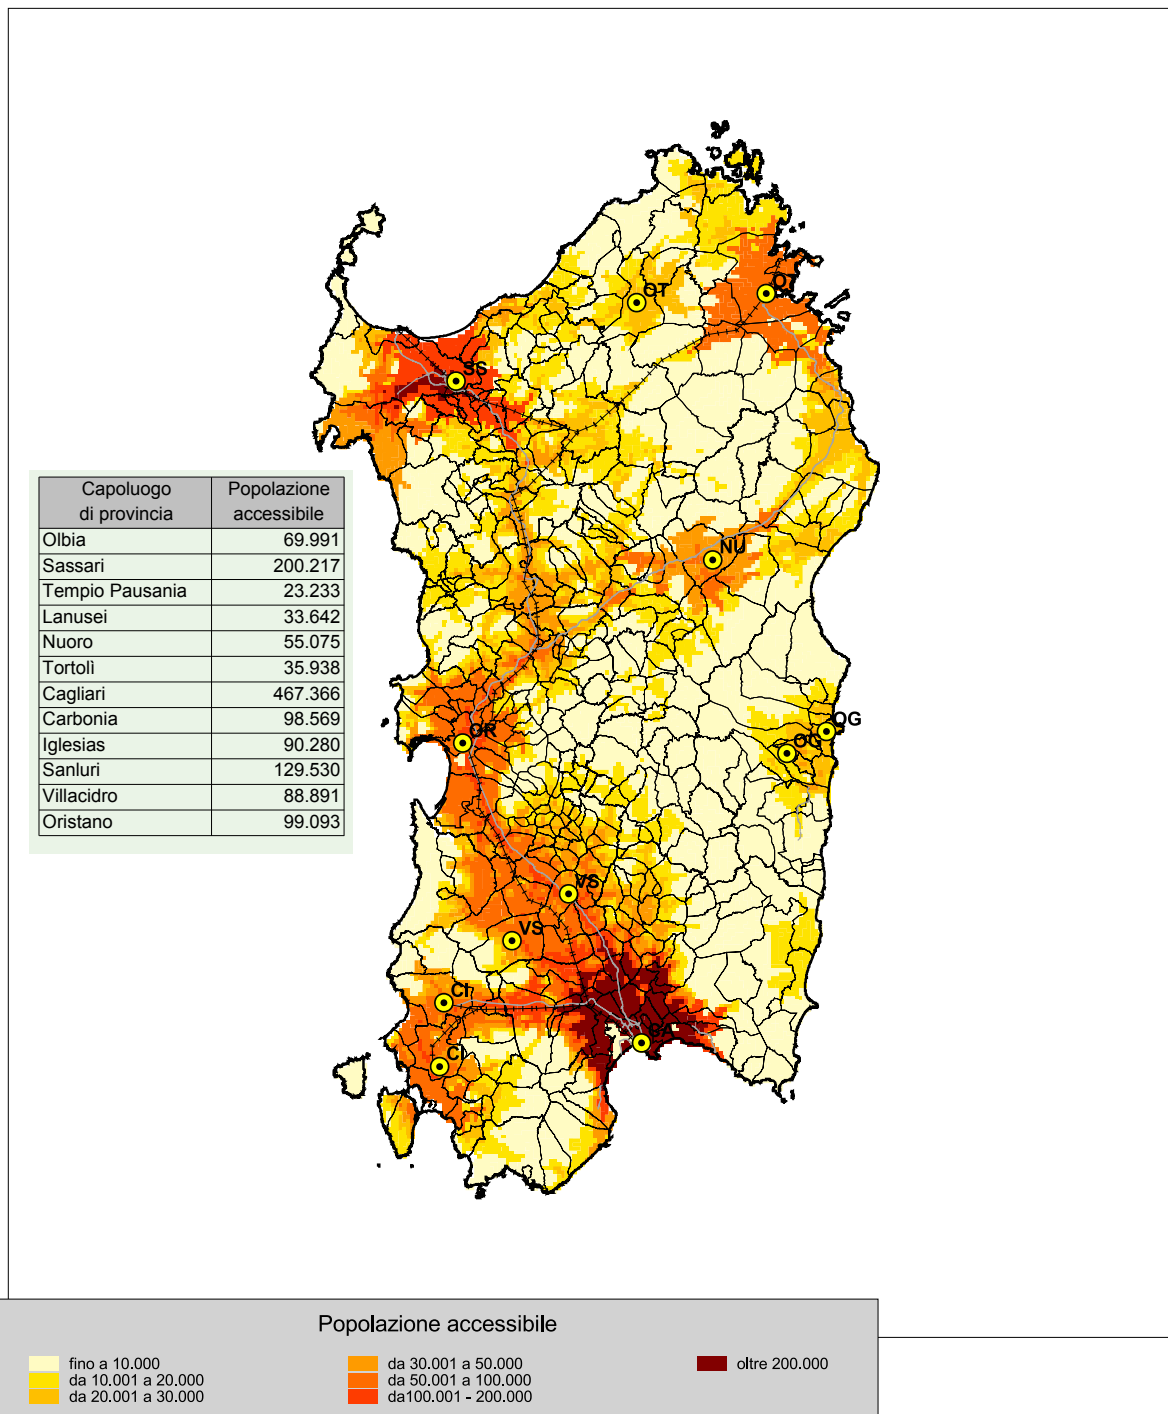 OT
OT
SS
Capoluogo di provincia Popolazione accessibile
Olbia 69.991
Sassari 200.217
Tempio Pausania 23.233
Lanusei 33.642
Nuoro 55.075
Tortolì 35.938
Cagliari 467.366
Carbonia 98.569
Iglesias 90.280
Sanluri 129.530
Villacidro 88.891
Oristano 99.093
NU
OG
OR
OG
VS
VS
CI
CA
CI
Popolazione accessibile
fino a 10.000
da 10.001 a 20.000
da 20.001 a 30.000
da 30.001 a 50.000
da 50.001 a 100.000
da100.001 - 200.000
oltre 200.000